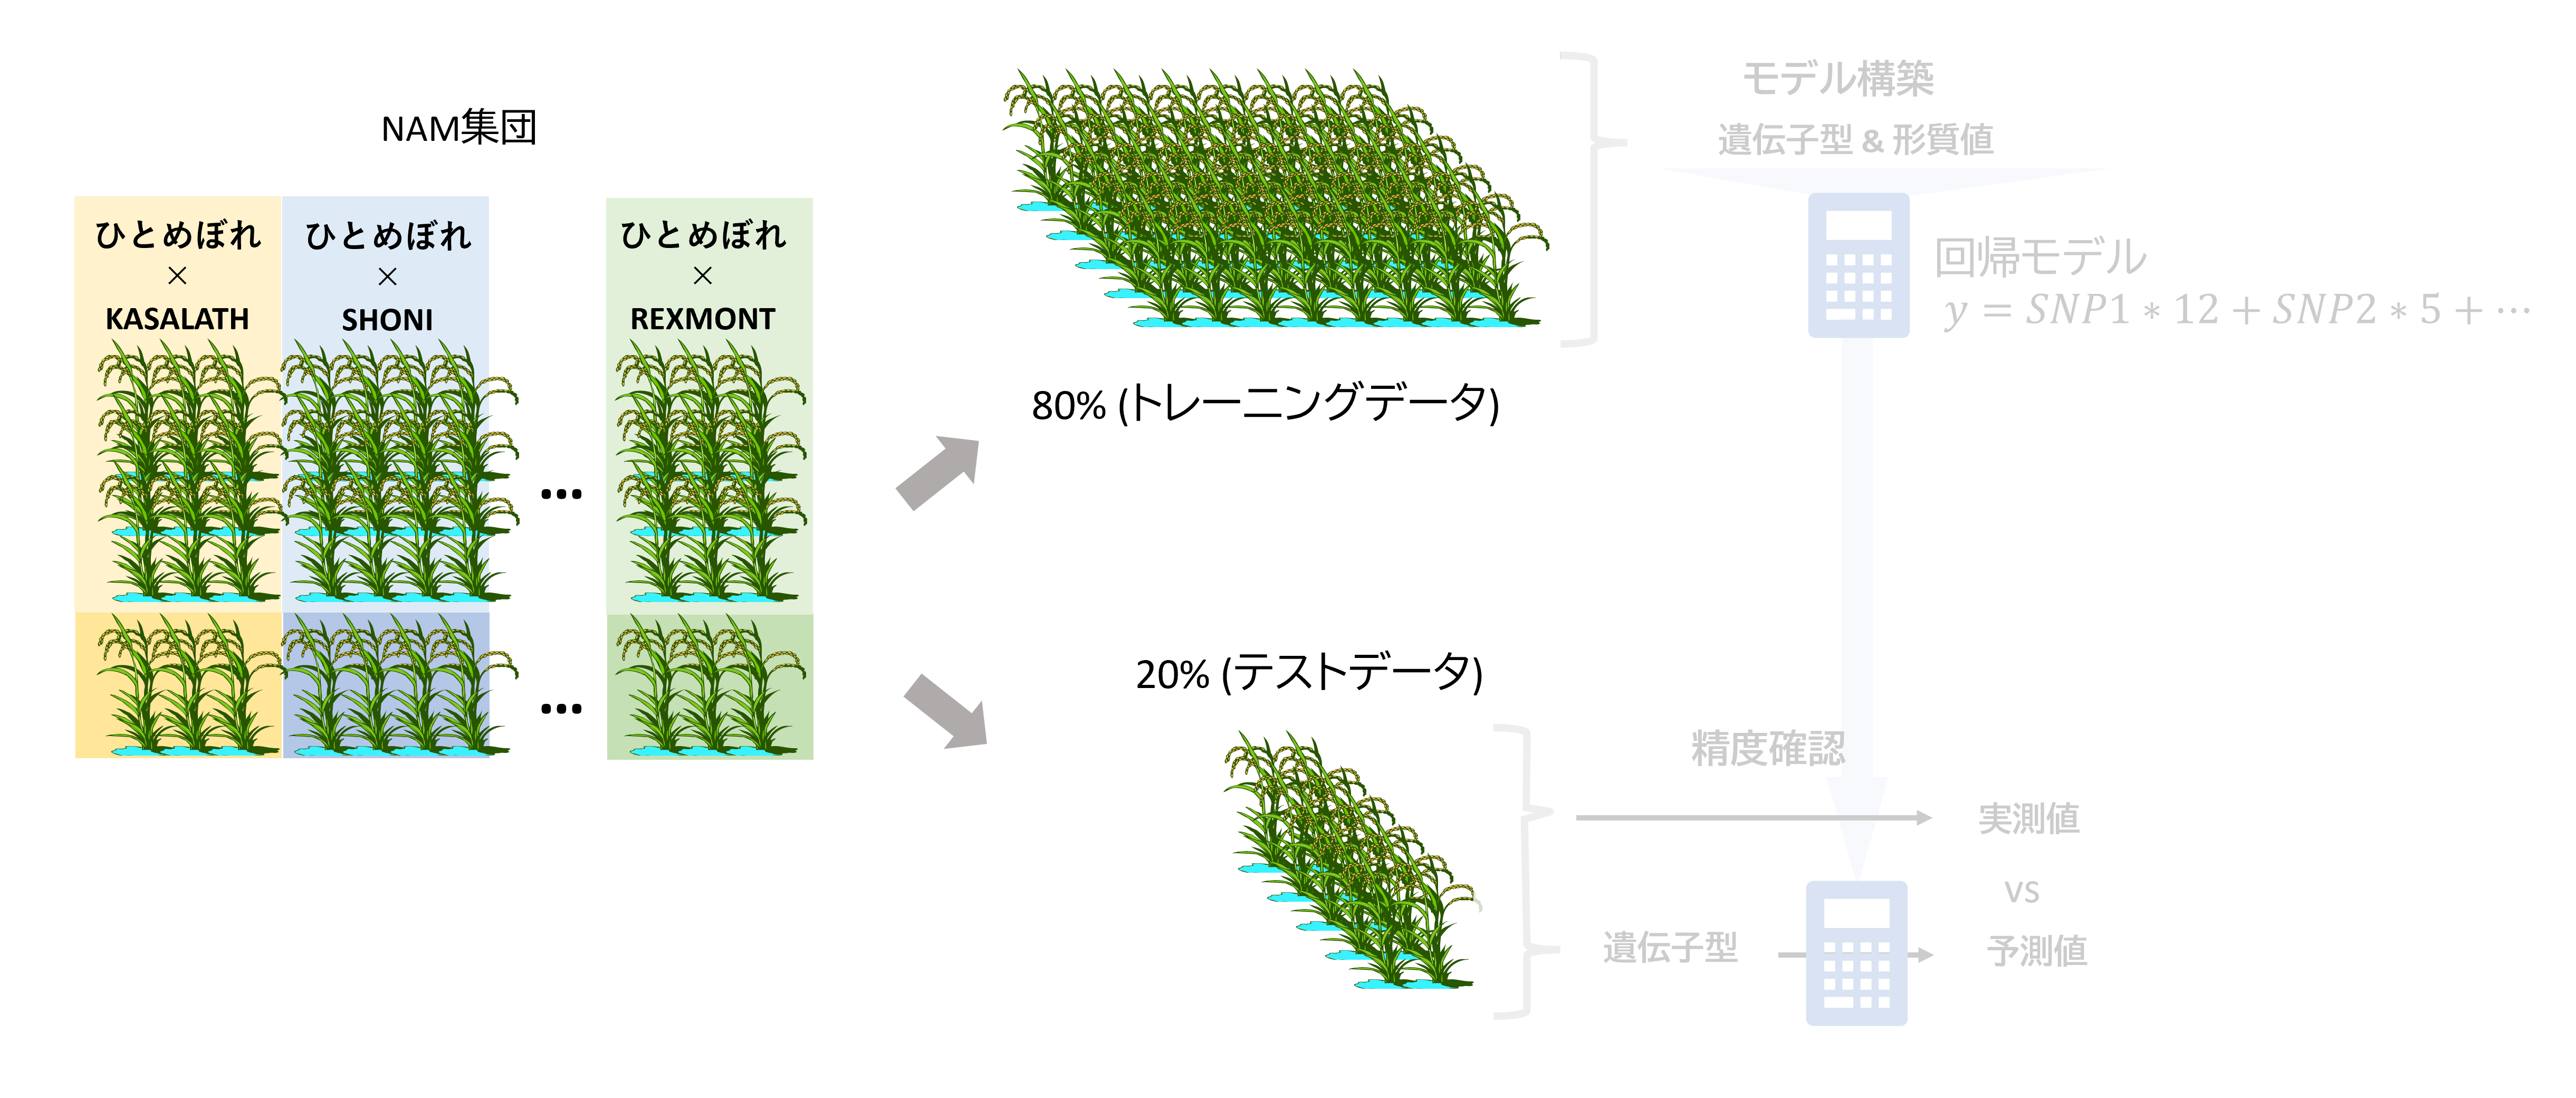 NAM集団
ひとめぼれ
×
KASALATH
ひとめぼれ
×
SHONI
...
ひとめぼれ
×
REXMONT
...
80% (トレーニングデータ)
20% (テストデータ)
モデル構築
遺伝子型 & 形質値
回帰モデル
y = SNP1 * 12 + SNP2 * 5 + ⋯
精度確認
実測値
vs
遺伝子型
予測値